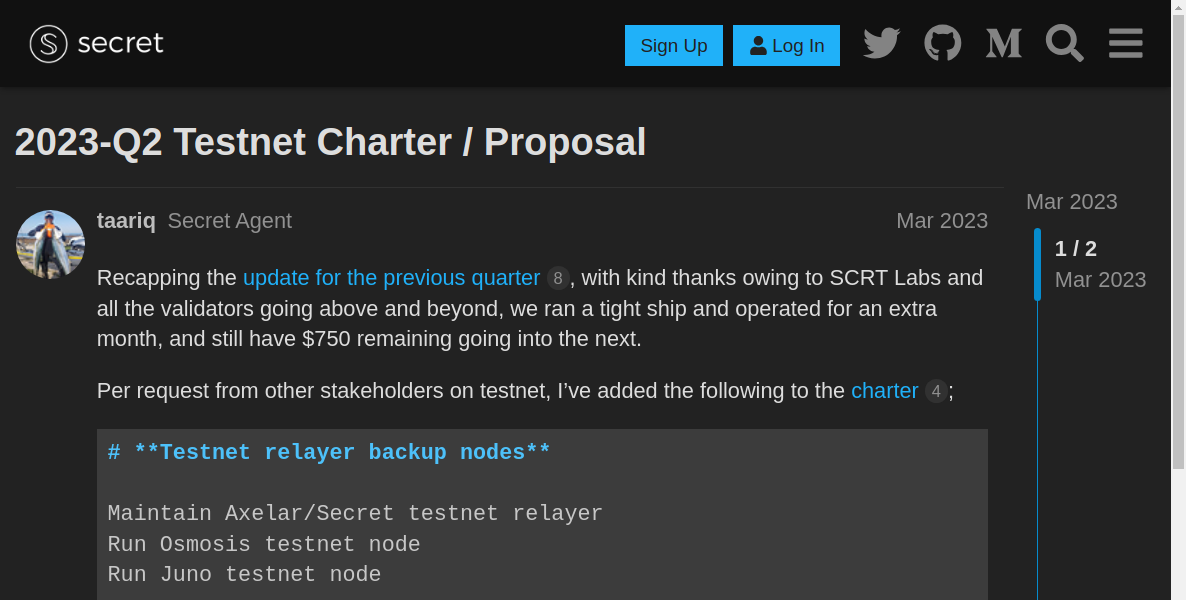 secret
Sign Up
Log In
2023-Q2 Testnet Charter / Proposal
taariq Secret Agent Mar 2023
Recapping the update for the previous quarter 8 , with kind thanks owing to SCRT Labs and
all the validators going above and beyond, we ran a tight ship and operated for an extra
month, and still have $750 remaining going into the next.
Per request from other stakeholders on testnet, I’ve added the following to the charter 4 ;
# **Testnet relayer backup nodes**
Maintain Axelar/Secret testnet relayer
Run Osmosis testnet node
Run Juno testnet node
Mar 2023
1 / 2
Mar 2023